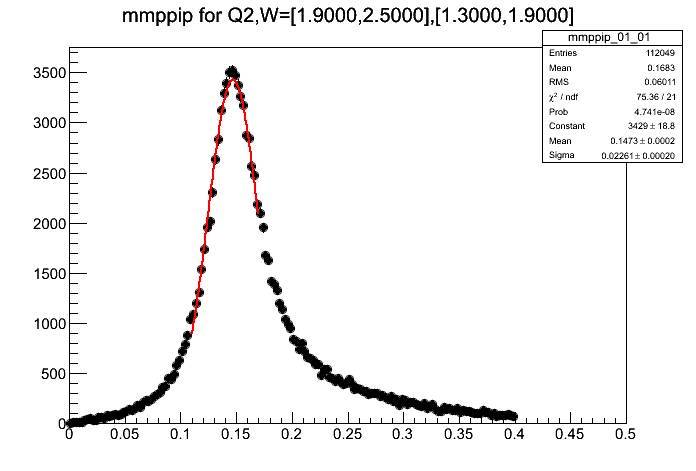 mmppip for Q2,W=[1.9000,2.5000],[1.3000,1.9000]
mmppip_01_01
Entries 112049
Mean 0.1683
RMS 0.06011
χ² / ndf 75.36 / 21
Prob 4.741e-08
Constant 3429 ± 18.8
Mean 0.1473 ± 0.0002
Sigma 0.02261 ± 0.00020
3500
3000
2500
2000
1500
1000
500
0
0 0.05 0.1 0.15 0.2 0.25 0.3 0.35 0.4 0.45 0.5